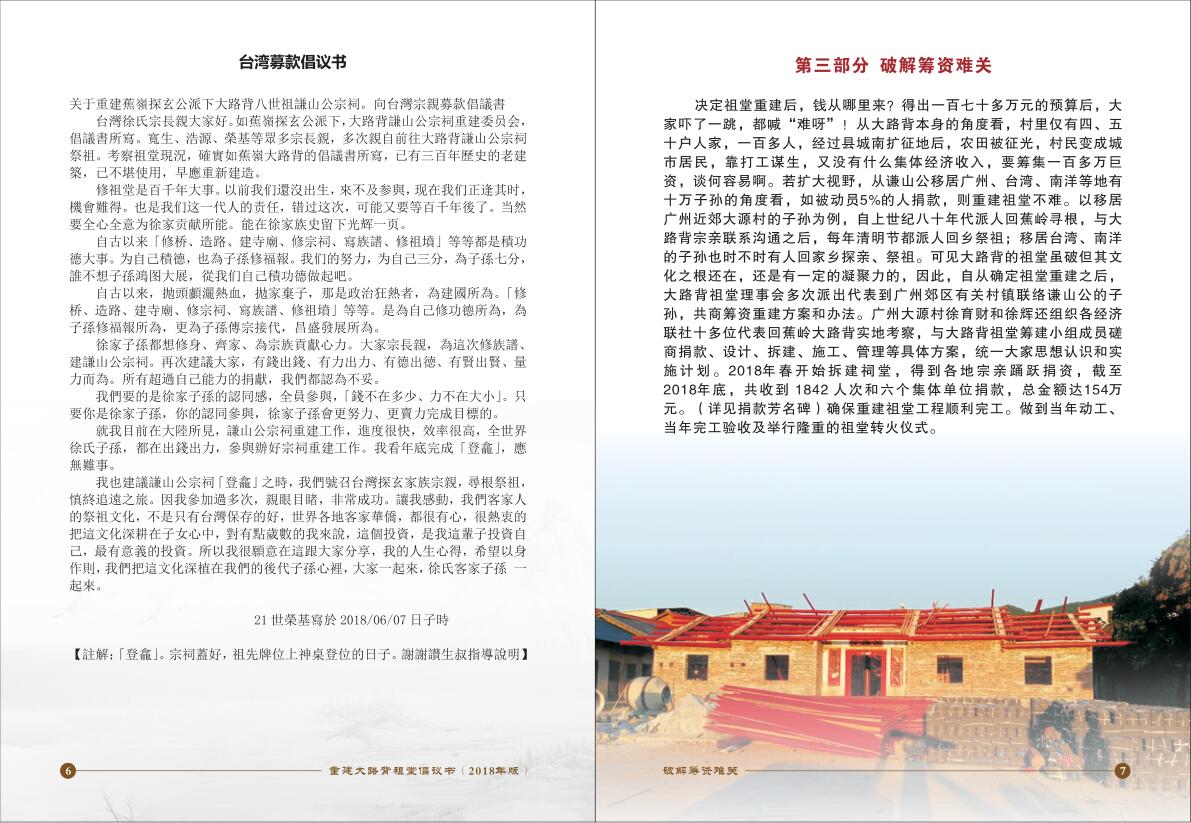 台湾募款倡议书
关于重建蕉嶺探玄公派下大路背八世祖謙山公宗祠。向台灣宗親募款倡議書
台灣徐氏宗長親大家好。如蕉嶺探玄公派下，大路背謙山公宗祠重建委员会，
倡議書所寫。寬生、浩源、榮基等眾多宗長親，多次親自前往大路背謙山公宗祠
祭祖。考察祖堂現況，確實如蕉嶺大路背的倡議書所寫，已有三百年歷史的老建
築，已不堪使用，早應重新建造。
修祖堂是百千年大事。以前我们還沒出生，來不及参與，现在我们正逢其时，
機會難得。也是我们這一代人的责任，错过这次，可能又要等百千年後了。当然
要全心全意为徐家贡献所能。能在徐家族史留下光辉一页。
自古以来「修桥、造路、建寺廟、修宗祠、寫族譜、修祖墳」等等都是積功
德大事。为自己積德，也為子孫修福報。我们的努力，为自己三分，為子孫七分，
誰不想子孫鸿图大展，從我们自己積功德做起吧。
自古以来，拋頭顱灑熱血，拋家棄子，那是政治狂熱者，為建國所為。「修
桥、造路、建寺廟、修宗祠、寫族譜、修祖墳」等等。是為自己修功德所為，為
子孫修福報所為，更為子孫傳宗接代，昌盛發展所為。
徐家子孫都想修身、齊家、為宗族貢獻心力。大家宗長親，為這次修族譜、
建謙山公宗祠。再次建議大家，有錢出錢、有力出力、有德出德、有賢出賢、量
力而為。所有超過自己能力的捐獻，我們都認為不妥。
我們要的是徐家子孫的認同感，全員參與，「錢不在多少、力不在大小」。只
要你是徐家子孫，你的認同參與，徐家子孫會更努力、更賣力完成目標的。
就我目前在大陸所見，謙山公宗祠重建工作，進度很快，效率很高，全世界
徐氏子孫，都在出錢出力，參與辦好宗祠重建工作。我看年底完成「登龕」，應
無難事。
我也建議謙山公宗祠「登龕」之時，我們號召台灣探玄家族宗親，尋根祭祖，
慎終追遠之旅。因我參加過多次，親眼目睹，非常成功。讓我感動，我們客家人
的祭祖文化，不是只有台灣保存的好，世界各地客家華僑，都很有心，很熱衷的
把這文化深耕在子女心中，對有點歲數的我來說，這個投資，是我這輩子投資自
己，最有意義的投資。所以我很願意在這跟大家分享，我的人生心得，希望以身
作則，我們把這文化深植在我們的後代子孫心裡，大家一起來，徐氏客家子孫 一
起來。
21世榮基寫於 2018/06/07 日子時
【註解：「登龕」。宗祠蓋好，祖先牌位上神桌登位的日子。謝謝讚生叔指導說明】
6 重建大路背祖堂倡议书（2018年版）
第三部分 破解筹资难关
决定祖堂重建后，钱从哪里来？得出一百七十多万元的预算后，大
家吓了一跳，都喊“难呀”！从大路背本身的角度看，村里仅有四、五
十户人家，一百多人，经过县城南扩征地后，农田被征光，村民变成城
市居民，靠打工谋生，又没有什么集体经济收入，要筹集一百多万巨
资，谈何容易啊。若扩大视野，从谦山公移居广州、台湾、南洋等地有
十万子孙的角度看，如被动员5%的人捐款，则重建祖堂不难。以移居
广州近郊大源村的子孙为例，自上世纪八十年代派人回蕉岭寻根，与大
路背宗亲联系沟通之后，每年清明节都派人回乡祭祖；移居台湾、南洋
的子孙也时不时有人回家乡探亲、祭祖。可见大路背的祖堂虽破但其文
化之根还在，还是有一定的凝聚力的，因此，自从确定祖堂重建之后，
大路背祖堂理事会多次派出代表到广州郊区有关村镇联络谦山公的子
孙，共商筹资重建方案和办法。广州大源村徐育财和徐辉还组织各经济
联社十多位代表回蕉岭大路背实地考察，与大路背祖堂筹建小组成员磋
商捐款、设计、拆建、施工、管理等具体方案，统一大家思想认识和实
施计划。2018年春开始拆建祠堂，得到各地宗亲踊跃捐资，截至
2018年底，共收到 1842 人次和六个集体单位捐款，总金额达154万
元。（详见捐款芳名碑）确保重建祖堂工程顺利完工。做到当年动工、
当年完工验收及举行隆重的祖堂转火仪式。
破解筹资难关 7